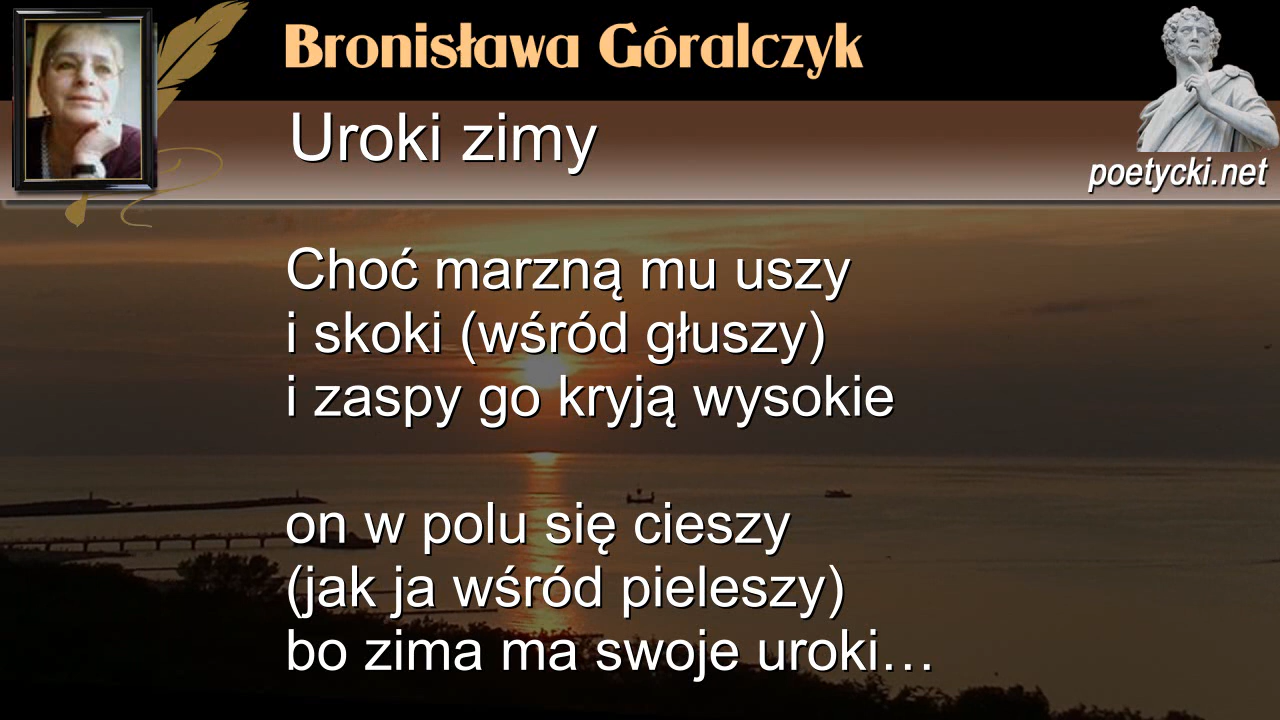 Bronisława Góralczyk
Uroki zimy
poetycki.net
Choć marzną mu uszy
i skoki (wśród głuszy)
i zaspy go kryją wysokie
on w polu się cieszy
(jak ja wśród pieleszy)
bo zima ma swoje uroki…